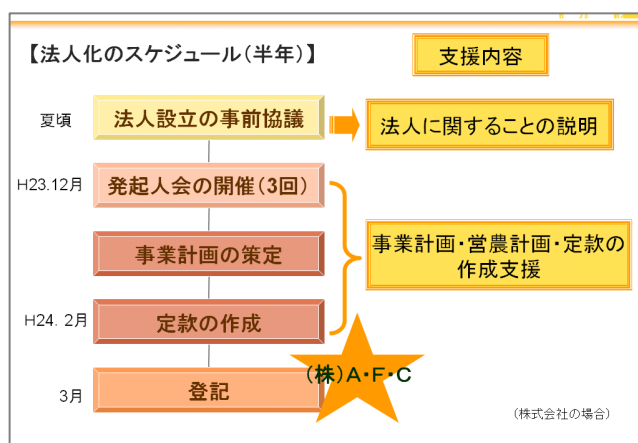 【法人化のスケジュール（半年）】
支援内容
夏頃
法人設立の事前協議
法人に関することの説明
H23.12月
発起人会の開催（3回）
事業計画の策定
事業計画・営農計画・定款の
作成支援
H24. 2月
定款の作成
（株）A・F・C
3月
登記
（株式会社の場合）